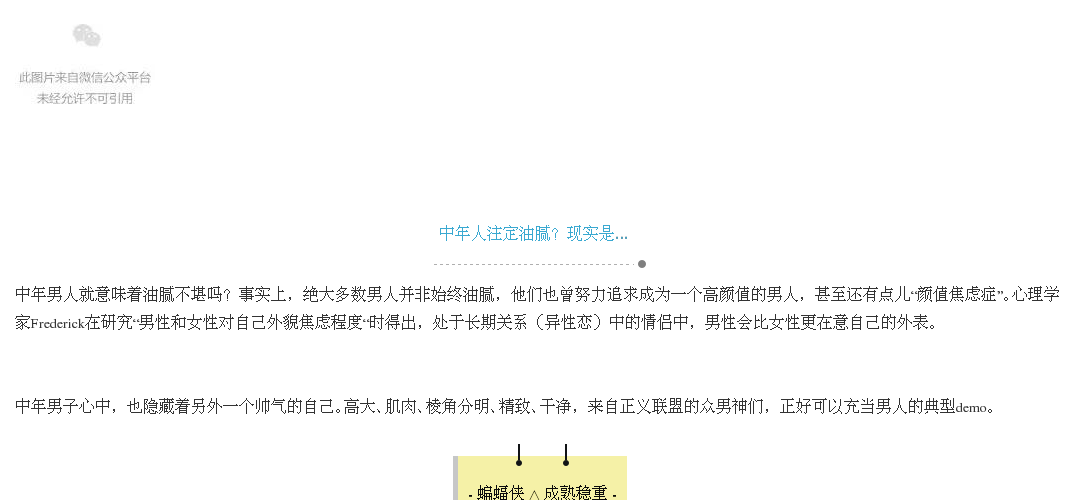 此图片来自微信公众平台
未经允许不可引用
中年人注定油腻？现实是...
中年男人就意味着油腻不堪吗？事实上，绝大多数男人并非始终油腻，他们也曾努力追求成为一个高颜值的男人，甚至还有点儿“颜值焦虑症”。心理学
家Frederick在研究“男性和女性对自己外貌焦虑程度“时得出，处于长期关系（异性恋）中的情侣中，男性会比女性更在意自己的外表。
中年男子心中，也隐藏着另外一个帅气的自己。高大、肌肉、棱角分明、精致、干净，来自正义联盟的众男神们，正好可以充当男人的典型demo。
- 蝙蝠侠 △ 成熟稳重 -